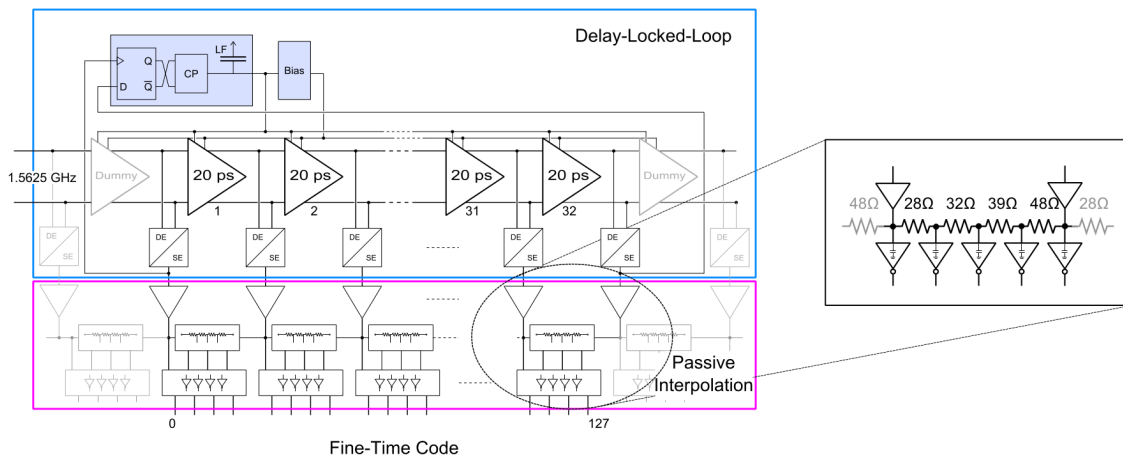 Delay-Locked-Loop
LF
Q
CP
Bias
D
Q̅
1.5625 GHz
Dummy
20 ps
20 ps
20 ps
20 ps
Dummy
1
2
31
32
DE
SE
DE
SE
DE
SE
DE
SE
DE
SE
DE
SE
DE
SE
48Ω
28Ω
32Ω
39Ω
48Ω
28Ω
Passive
Interpolation
0
127
Fine-Time Code